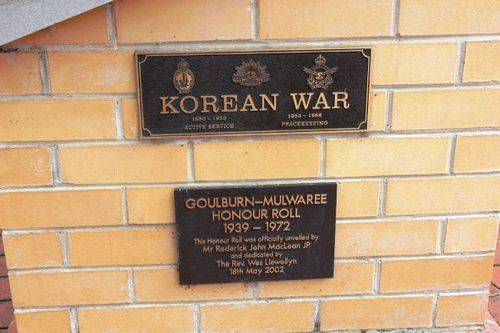 KOREAN WAR
1950 – 1953
1953 – 1956
ACTIVE SERVICE
PEACEKEEPING
GOULBURN–MULWAREE
HONOUR ROLL
1939 – 1972
This Honour Roll was officially unveiled by
Mr Roderick John MacLean JP
and dedicated by
The Rev. Wes Llewellyn
18th May 2002